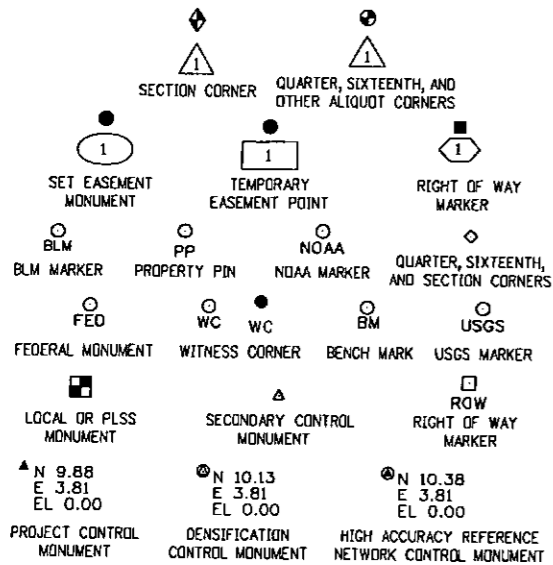 1
1
SECTION CORNER
QUARTER, SIXTEENTH, AND
OTHER ALIQUOT CORNERS
1
1
1
SET EASEMENT
MONUMENT
TEMPORARY
EASEMENT POINT
RIGHT OF WAY
MARKER
BLM
PP
NOAA
BLM MARKER
PROPERTY PIN
NOAA MARKER
QUARTER, SIXTEENTH,
AND SECTION CORNERS
FED
WC
WC
BM
USGS
FEDERAL MONUMENT
WITNESS CORNER
BENCH MARK
USGS MARKER
ROW
LOCAL OR PLSS
MONUMENT
SECONDARY CONTROL
MONUMENT
RIGHT OF WAY
MARKER
N 9.88
E 3.81
EL 0.00
N 10.13
E 3.81
EL 0.00
N 10.38
E 3.81
EL 0.00
PROJECT CONTROL
MONUMENT
DENSIFICATION
CONTROL MONUMENT
HIGH ACCURACY REFERENCE
NETWORK CONTROL MONUMENT